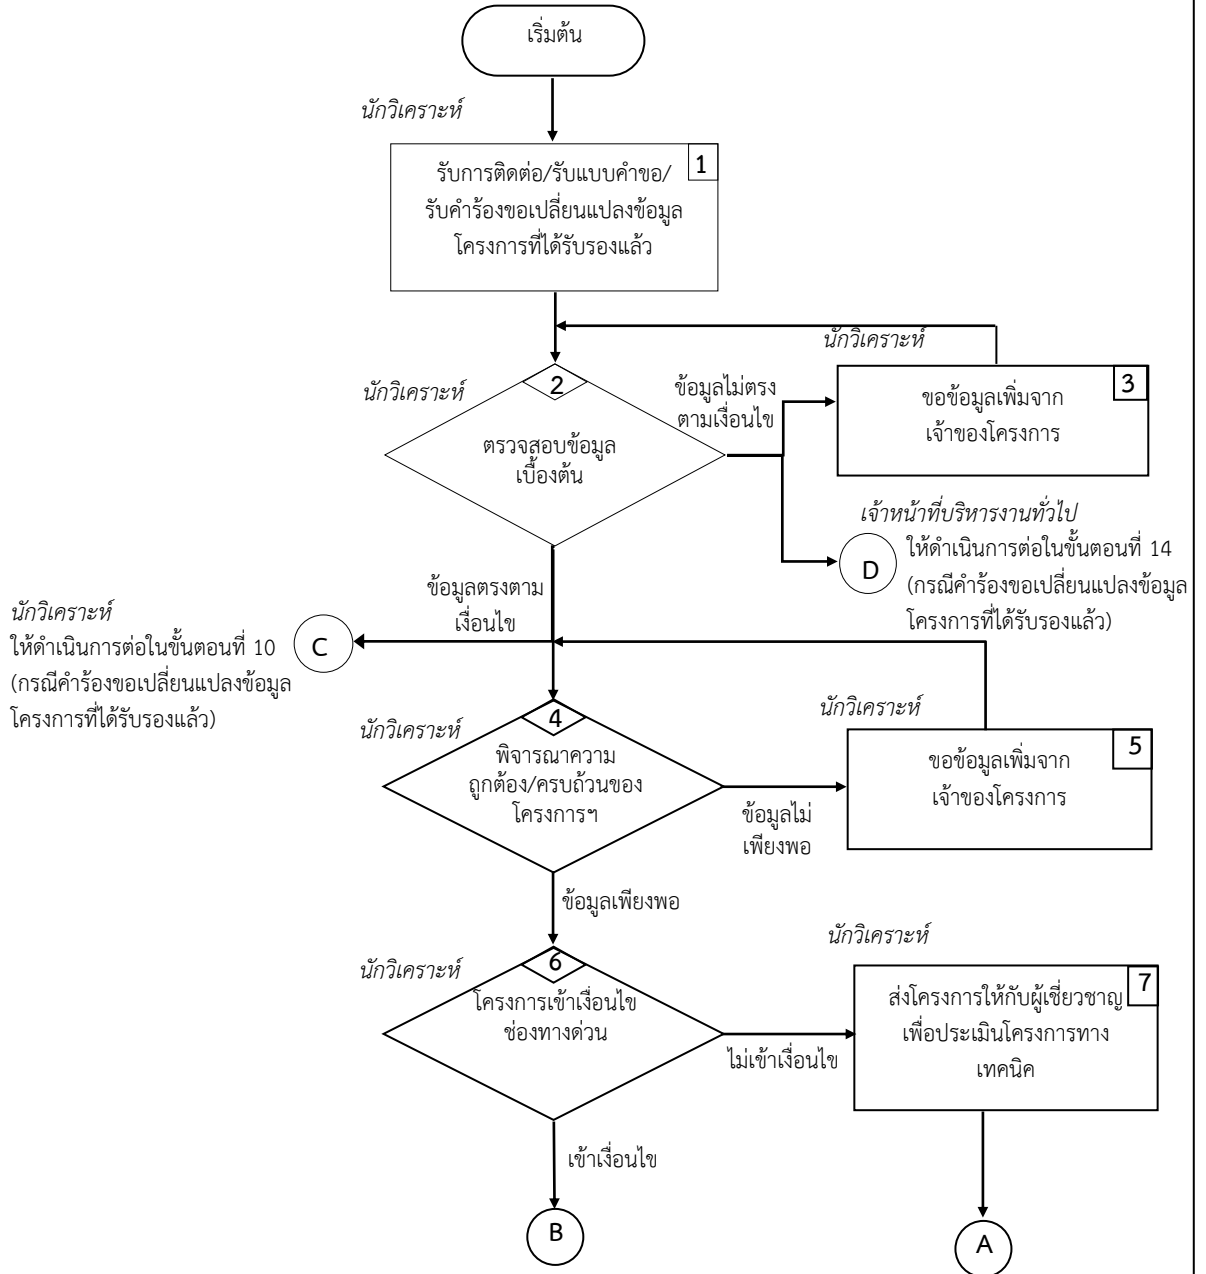 เริ่มต้น
นักวิเคราะห์
1
รับการติดต่อ/รับแบบคำขอ/
รับคำร้องขอเปลี่ยนแปลงข้อมูล
โครงการที่ได้รับรองแล้ว
นักวิเคราะห์
2
นักวิเคราะห์
ตรวจสอบข้อมูล
เบื้องต้น
ข้อมูลไม่ตรง
ตามเงื่อนไข
3
ขอข้อมูลเพิ่มจาก
เจ้าของโครงการ
เจ้าหน้าที่บริหารงานทั่วไป
D
ให้ดำเนินการต่อในขั้นตอนที่ 14
(กรณีคำร้องขอเปลี่ยนแปลงข้อมูล
โครงการที่ได้รับรองแล้ว)
ข้อมูลตรงตาม
เงื่อนไข
นักวิเคราะห์
ให้ดำเนินการต่อในขั้นตอนที่ 10
(กรณีคำร้องขอเปลี่ยนแปลงข้อมูล
โครงการที่ได้รับรองแล้ว)
C
นักวิเคราะห์
4
พิจารณาความ
ถูกต้อง/ครบถ้วนของ
โครงการฯ
ข้อมูลไม่
เพียงพอ
นักวิเคราะห์
5
ขอข้อมูลเพิ่มจาก
เจ้าของโครงการ
ข้อมูลเพียงพอ
นักวิเคราะห์
6
โครงการเข้าเงื่อนไข
ช่องทางด่วน
ไม่เข้าเงื่อนไข
นักวิเคราะห์
7
ส่งโครงการให้กับผู้เชี่ยวชาญ
เพื่อประเมินโครงการทาง
เทคนิค
เข้าเงื่อนไข
B
A